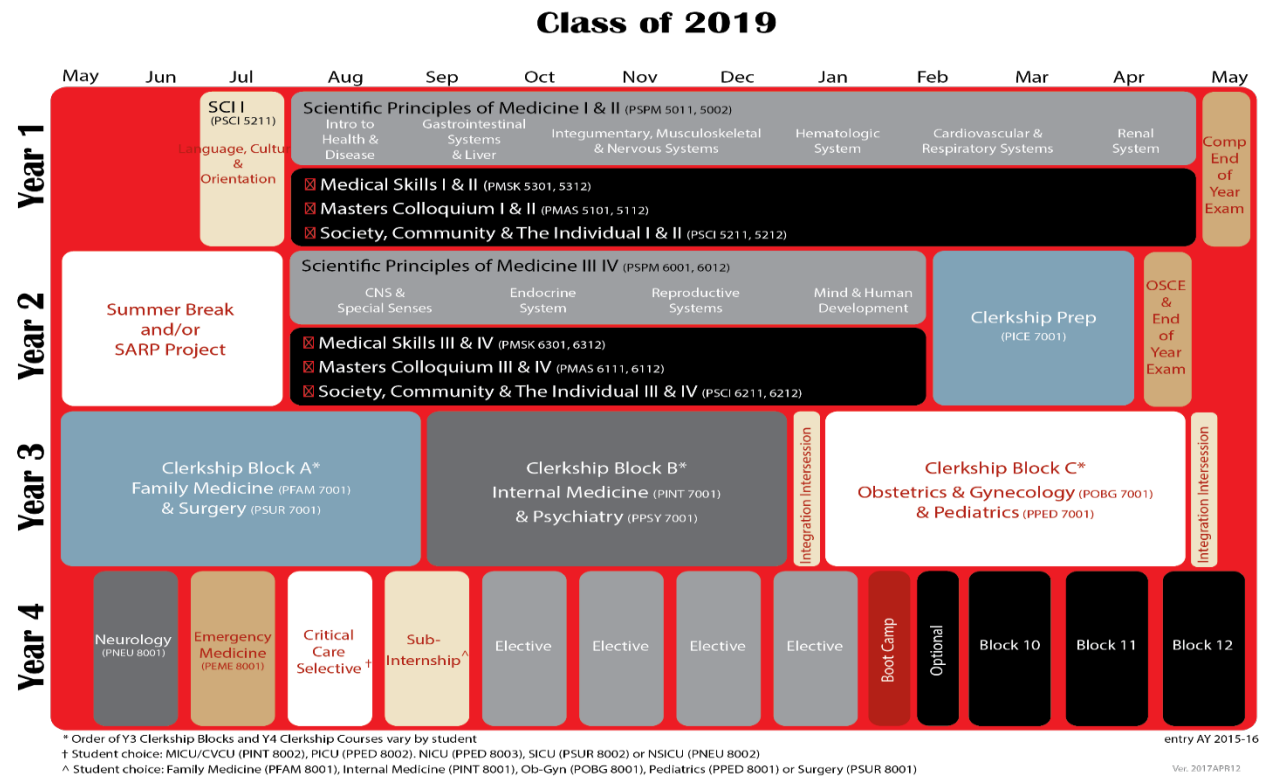 Class of 2019
May Jun Jul Aug Sep Oct Nov Dec Jan Feb Mar Apr May
Year 1
SCI I
(PSCI 5211)
Language, Cultur
&
Orientation
Scientific Principles of Medicine I & II (PSPM 5011, 5002)
Intro to
Health &
Disease
Gastrointestinal
Systems
& Liver
Integumentary, Musculoskeletal
& Nervous Systems
Hematologic
System
Cardiovascular &
Respiratory Systems
Renal
System
☒ Medical Skills I & II (PMSK 5301, 5312)
☒ Masters Colloquium I & II (PMAS 5101, 5112)
☒ Society, Community & The Individual I & II (PSCI 5211, 5212)
Comp
End
of
Year
Exam
Year 2
Summer Break
and/or
SARP Project
Scientific Principles of Medicine III IV (PSPM 6001, 6012)
CNS &
Special Senses
Endocrine
System
Reproductive
Systems
Mind & Human
Development
☒ Medical Skills III & IV (PMSK 6301, 6312)
☒ Masters Colloquium III & IV (PMAS 6111, 6112)
☒ Society, Community & The Individual III & IV (PSCI 6211, 6212)
Clerkship Prep
(PICE 7001)
OSCE
&
End
of
Year
Exam
Year 3
Clerkship Block A*
Family Medicine (PFAM 7001)
& Surgery (PSUR 7001)
Clerkship Block B*
Internal Medicine (PINT 7001)
& Psychiatry (PPSY 7001)
Integration Intersession
Clerkship Block C*
Obstetrics & Gynecology (POBG 7001)
& Pediatrics (PPED 7001)
Integration Intersession
Year 4
Neurology
(PNEU 8001)
Emergency
Medicine
(PEME 8001)
Critical
Care
Selective †
Sub-
Internship^
Elective
Elective
Elective
Elective
Boot Camp
Optional
Block 10
Block 11
Block 12
* Order of Y3 Clerkship Blocks and Y4 Clerkship Courses vary by student
entry AY 2015-16
† Student choice: MICU/CVCU (PINT 8002), PICU (PPED 8002). NICU (PPED 8003), SICU (PSUR 8002) or NSICU (PNEU 8002)
^ Student choice: Family Medicine (PFAM 8001), Internal Medicine (PINT 8001), Ob-Gyn (POBG 8001), Pediatrics (PPED 8001) or Surgery (PSUR 8001)
Ver. 2017APR12